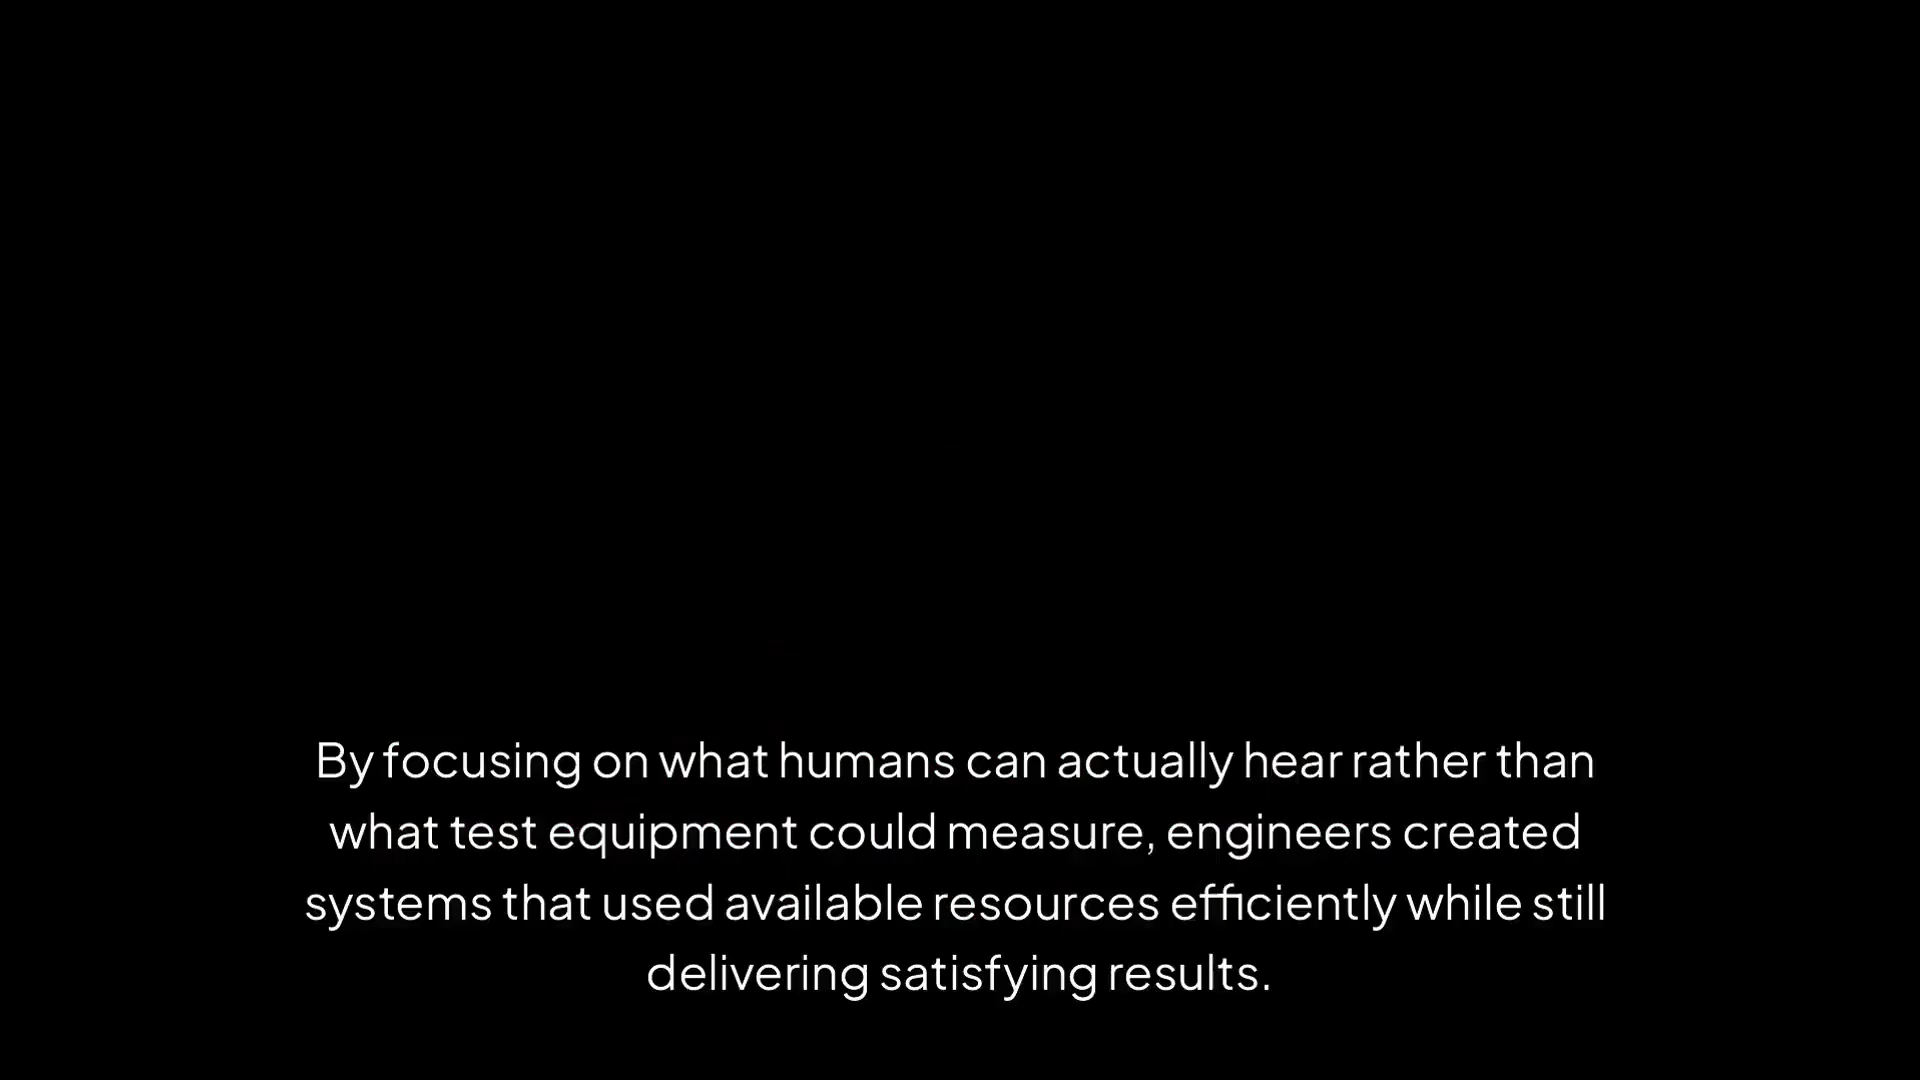 By focusing on what humans can actually hear rather than
what test equipment could measure, engineers created
systems that used available resources efficiently while still
delivering satisfying results.